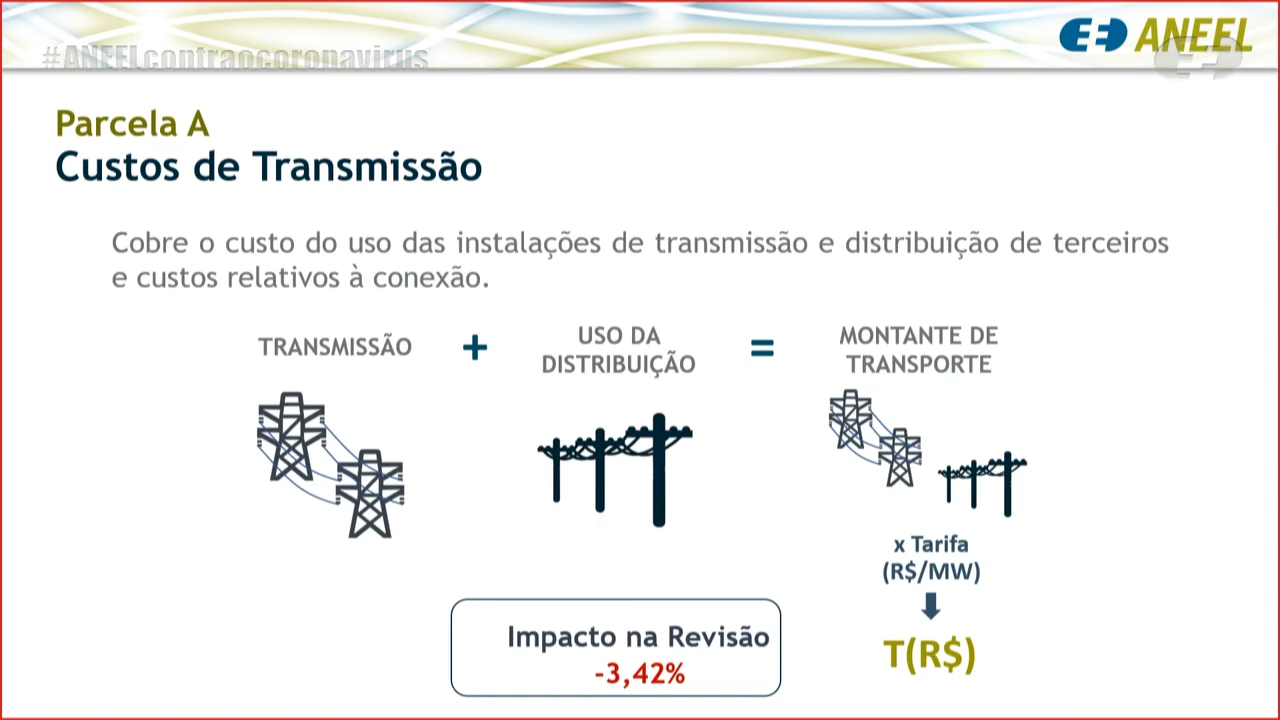 #ANEELcontraocoronavirus
ANEEL
Parcela A
Custos de Transmissão
Cobre o custo do uso das instalações de transmissão e distribuição de terceiros
e custos relativos à conexão.
TRANSMISSÃO
+
USO DA
DISTRIBUIÇÃO
=
MONTANTE DE
TRANSPORTE
x Tarifa
(R$/MW)
T(R$)
Impacto na Revisão
-3,42%